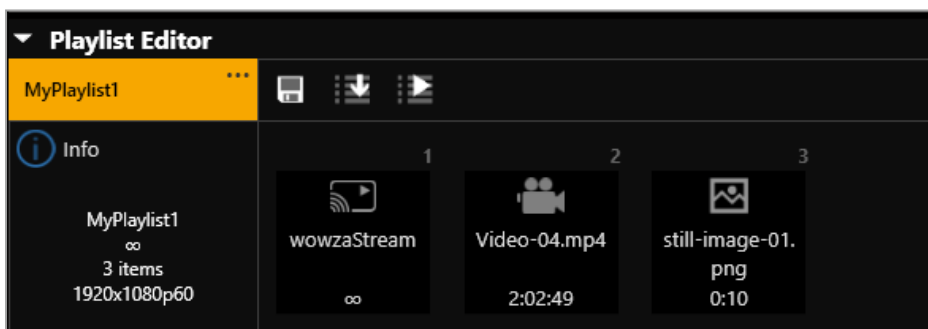 Playlist Editor
MyPlaylist1
...
Info
MyPlaylist1
∞
3 items
1920x1080p60
1
wowzaStream
∞
2
Video-04.mp4
2:02:49
3
still-image-01.
png
0:10